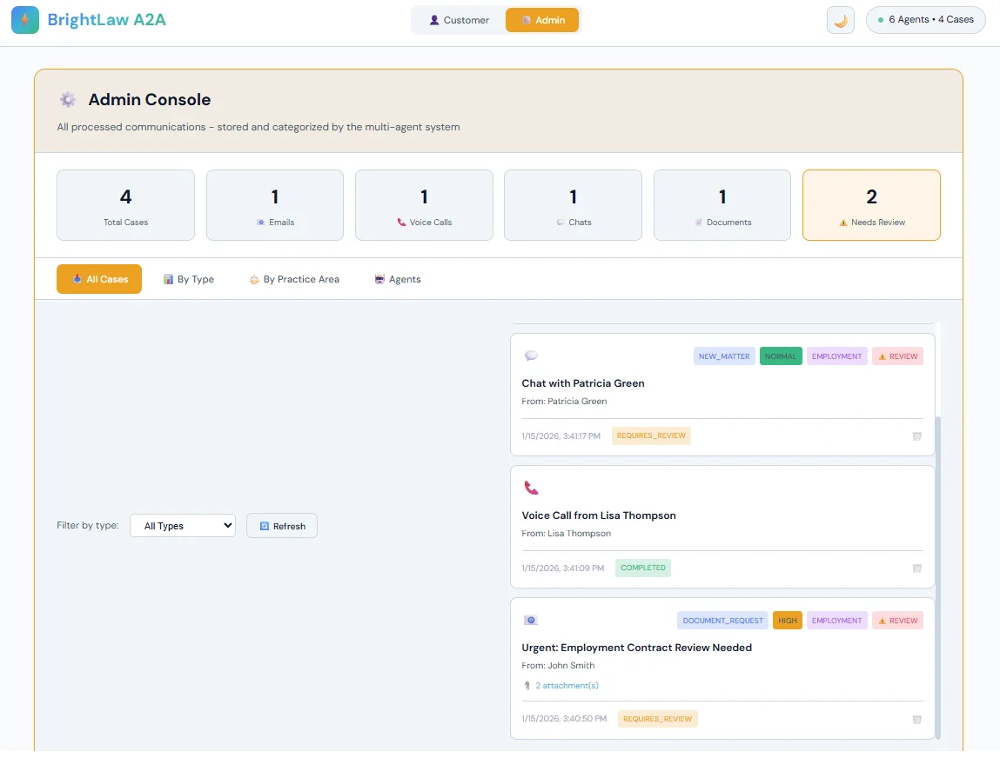 BrightLaw A2A
Customer
Admin
6 Agents • 4 Cases
Admin Console
All processed communications - stored and categorized by the multi-agent system
4
Total Cases
1
Emails
1
Voice Calls
1
Chats
1
Documents
2
Needs Review
All Cases
By Type
By Practice Area
Agents
Filter by type:
All Types
Refresh
NEW_MATTER NORMAL EMPLOYMENT REVIEW
Chat with Patricia Green
From: Patricia Green
1/15/2026, 3:41:17 PM REQUIRES_REVIEW
Voice Call from Lisa Thompson
From: Lisa Thompson
1/15/2026, 3:41:09 PM COMPLETED
DOCUMENT_REQUEST HIGH EMPLOYMENT REVIEW
Urgent: Employment Contract Review Needed
From: John Smith
2 attachment(s)
1/15/2026, 3:40:50 PM REQUIRES_REVIEW